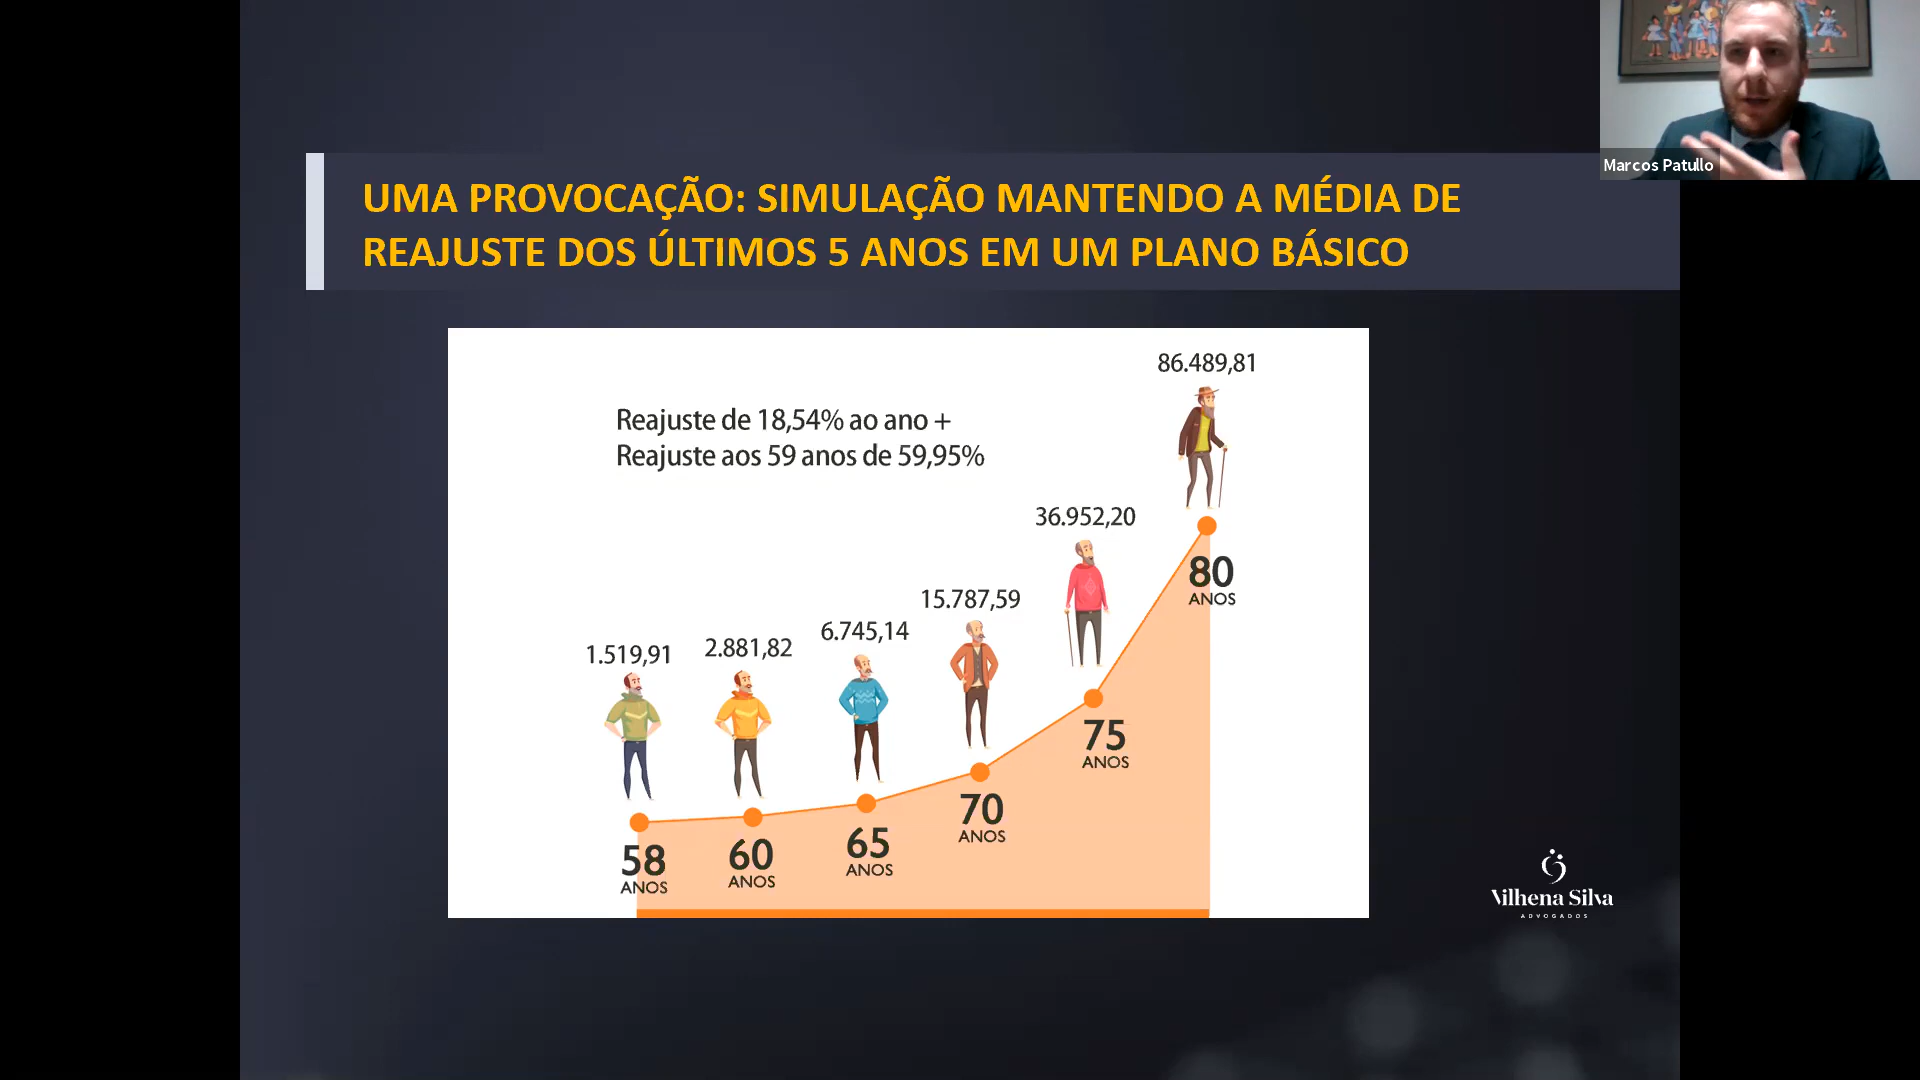 Marcos Patullo
UMA PROVOCAÇÃO: SIMULAÇÃO MANTENDO A MÉDIA DE
REAJUSTE DOS ÚLTIMOS 5 ANOS EM UM PLANO BÁSICO
Reajuste de 18,54% ao ano +
Reajuste aos 59 anos de 59,95%
1.519,91
58
ANOS
2.881,82
60
ANOS
6.745,14
65
ANOS
15.787,59
70
ANOS
36.952,20
75
ANOS
86.489,81
80
ANOS
Vilhena Silva
ADVOGADOS